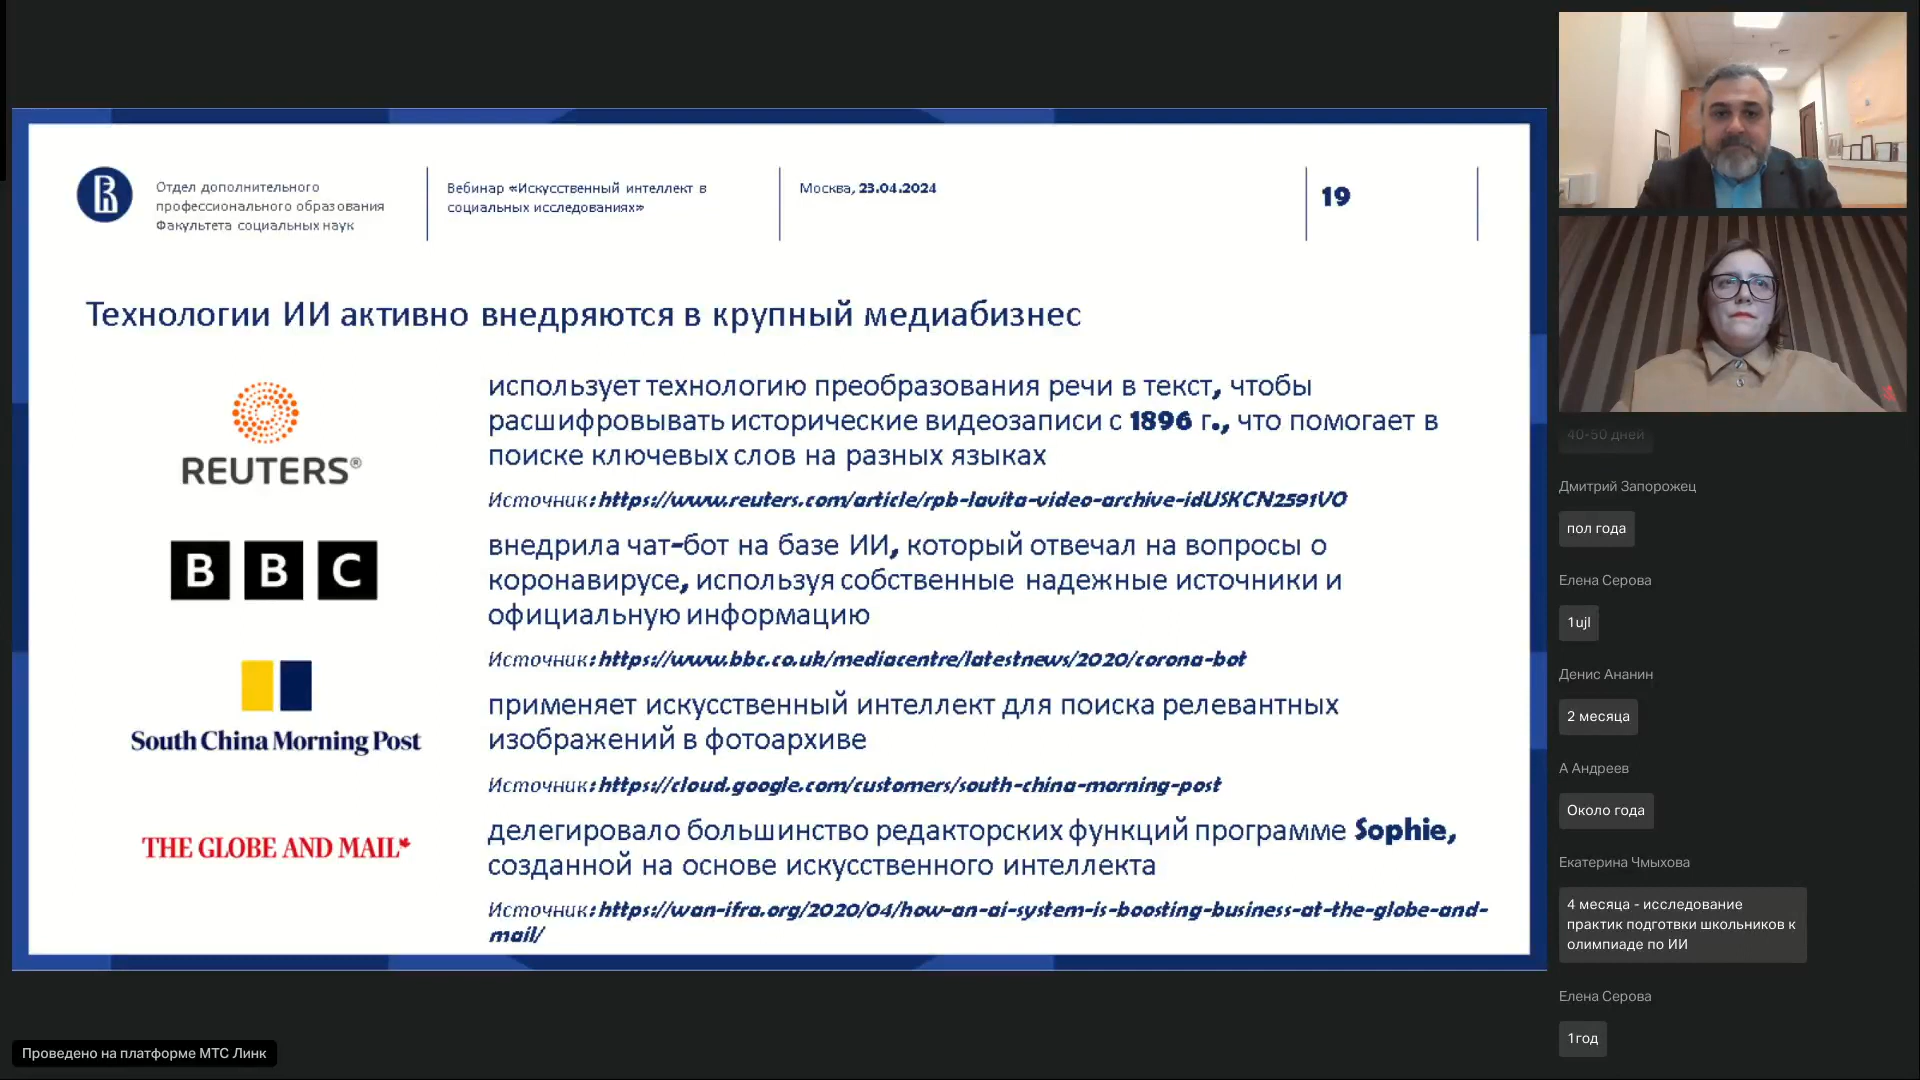 Отдел дополнительного
профессионального образования
Факультета социальных наук
Вебинар «Искусственный интеллект в
социальных исследованиях»
Москва, 23.04.2024
19
Технологии ИИ активно внедряются в крупный медиабизнес
REUTERS®
использует технологию преобразования речи в текст, чтобы
расшифровывать исторические видеозаписи с 1896 г., что помогает в
поиске ключевых слов на разных языках
Источник: https://www.reuters.com/article/rpb-lavita-video-archive-idUSKCN2591VO
BBC
внедрила чат-бот на базе ИИ, который отвечал на вопросы о
коронавирусе, используя собственные надежные источники и
официальную информацию
Источник: https://www.bbc.co.uk/mediacentre/latestnews/2020/corona-bot
South China Morning Post
применяет искусственный интеллект для поиска релевантных
изображений в фотоархиве
Источник: https://cloud.google.com/customers/south-china-morning-post
THE GLOBE AND MAIL
делегировало большинство редакторских функций программе Sophie,
созданной на основе искусственного интеллекта
Источник: https://wan-ifra.org/2020/04/how-an-ai-system-is-boosting-business-at-the-globe-and-
mail/
Проведено на платформе МТС Линк
40-50 дней
Дмитрий Запорожец
пол года
Елена Серова
1ujl
Денис Ананин
2 месяца
А Андреев
Около года
Екатерина Чмыхова
4 месяца - исследование
практик подготвки школьников к
олимпиаде по ИИ
Елена Серова
1год